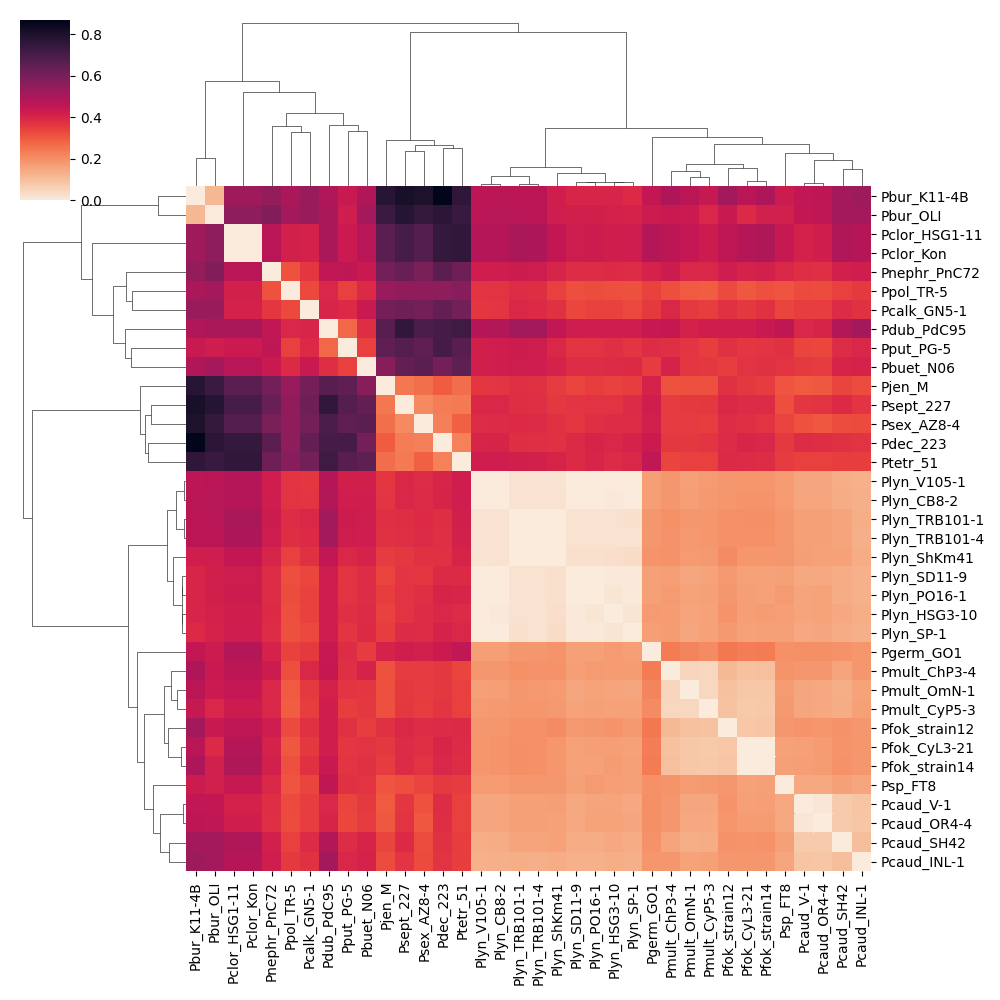 0.8
0.6
0.4
0.2
0.0
Pbur_K11-4B
Pbur_OLI
Pclor_HSG1-11
Pclor_Kon
Pnephr_PnC72
Ppol_TR-5
Pcalk_GN5-1
Pdub_PdC95
Pput_PG-5
Pbuet_N06
Pjen_M
Psept_227
Psex_AZ8-4
Pdec_223
Ptetr_51
Plyn_V105-1
Plyn_CB8-2
Plyn_TRB101-1
Plyn_TRB101-4
Plyn_ShKm41
Plyn_SD11-9
Plyn_PO16-1
Plyn_HSG3-10
Plyn_SP-1
Pgerm_GO1
Pmult_ChP3-4
Pmult_OmN-1
Pmult_CyP5-3
Pfok_strain12
Pfok_CyL3-21
Pfok_strain14
Psp_FT8
Pcaud_V-1
Pcaud_OR4-4
Pcaud_SH42
Pcaud_INL-1
Pbur_K11-4B
Pbur_OLI
Pclor_HSG1-11
Pclor_Kon
Pnephr_PnC72
Ppol_TR-5
Pcalk_GN5-1
Pdub_PdC95
Pput_PG-5
Pbuet_N06
Pjen_M
Psept_227
Psex_AZ8-4
Pdec_223
Ptetr_51
Plyn_V105-1
Plyn_CB8-2
Plyn_TRB101-1
Plyn_TRB101-4
Plyn_ShKm41
Plyn_SD11-9
Plyn_PO16-1
Plyn_HSG3-10
Plyn_SP-1
Pgerm_GO1
Pmult_ChP3-4
Pmult_OmN-1
Pmult_CyP5-3
Pfok_strain12
Pfok_CyL3-21
Pfok_strain14
Psp_FT8
Pcaud_V-1
Pcaud_OR4-4
Pcaud_SH42
Pcaud_INL-1